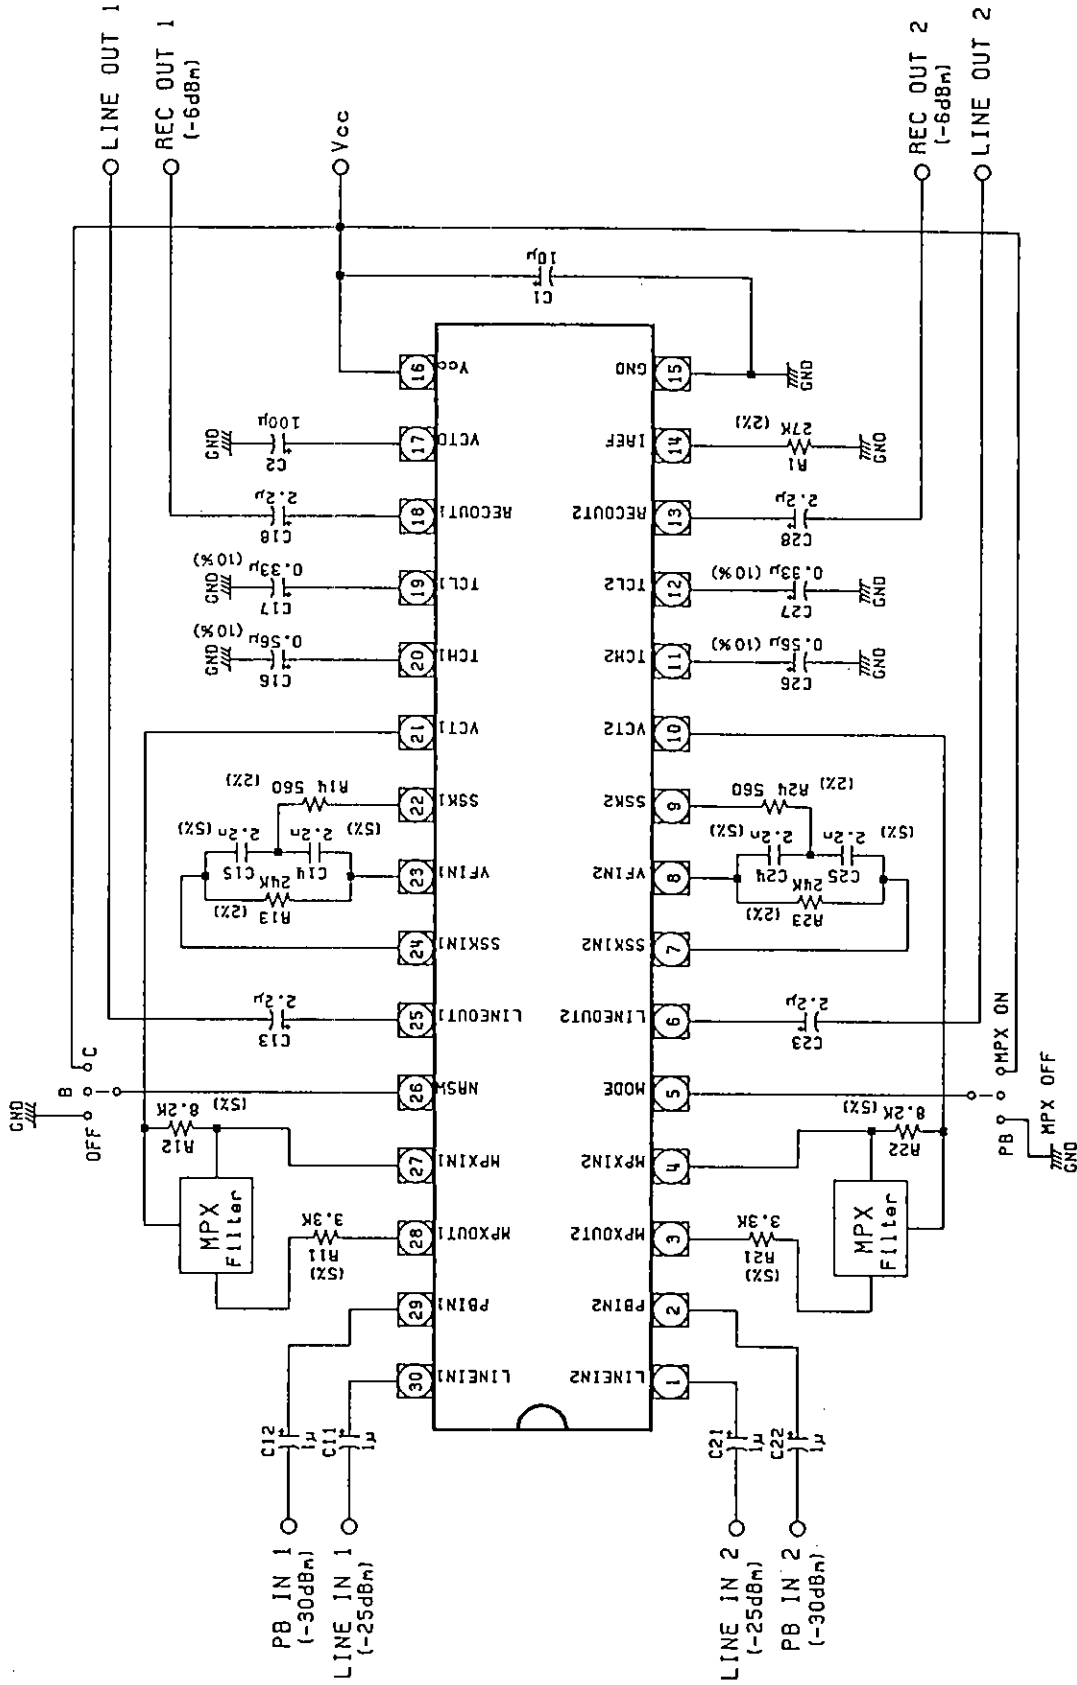 LINE OUT 1
REC OUT 1
(-6dBm)
Vcc
REC OUT 2
(-6dBm)
LINE OUT 2
C1
10μ
GND
16
Vcc
17
VCTC
C2
100μ
GND
18
RECOUT1
C18
2.2μ
19
TCL1
C17
0.33μ (10%)
GND
20
TCH1
C16
0.56μ (10%)
GND
21
VCT1
22
SSK1
R14
560
(2%)
23
VFIN1
C15
2.2n
(5%)
C14
2.2n
(5%)
R13
24K
(2%)
24
SSKIN1
25
LINEOUT1
C13
2.2μ
26
NRSW
GND
OFF
B
C
27
MPXIN1
R12
8.2K
(5%)
MPX
Filter
28
MPXOUT1
R11
3.3K
(5%)
29
PBIN1
30
LINEIN1
15
GND
GND
14
IREF
R1
27K
(2%)
GND
13
RECOUT2
C28
2.2μ
12
TCL2
C27
0.33μ (10%)
GND
11
TCH2
C26
0.56μ (10%)
GND
10
VCT2
9
SSK2
R24
560
(2%)
8
VFIN2
C24
2.2n
(5%)
C25
2.2n
(5%)
R23
24K
(2%)
7
SSKIN2
6
LINEOUT2
C23
2.2μ
5
MODE
MPX ON
MPX OFF
PB
GND
4
MPXIN2
R22
8.2K
(5%)
MPX
Filter
3
MPXOUT2
R21
3.3K
(5%)
2
PBIN2
1
LINEIN2
C12
1μ
C11
1μ
C21
1μ
C22
1μ
PB IN 1
(-30dBm)
LINE IN 1
(-25dBm)
LINE IN 2
(-25dBm)
PB IN 2
(-30dBm)